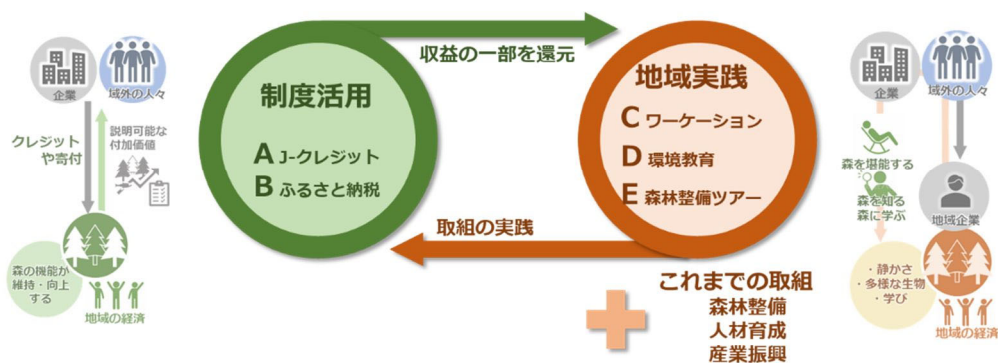 企業
域外の人々
クレジット
や寄付
説明可能な
付加価値
森の機能が
維持・向上
する
地域の経済
収益の一部を還元
制度活用
A J-クレジット
B ふるさと納税
地域実践
C ワーケーション
D 環境教育
E 森林整備ツアー
取組の実践
これまでの取組
森林整備
人材育成
産業振興
企業
域外の人々
森を堪能する
森を知る
森に学ぶ
地域企業
・静かさ
・多様な生物
・学び
地域の経済